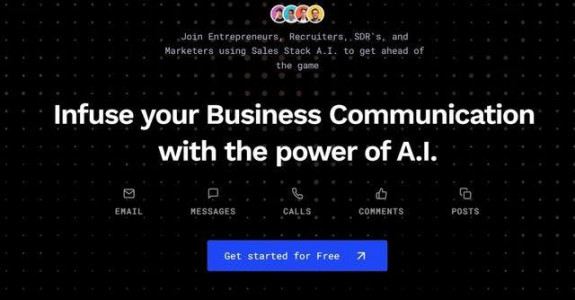 Join Entrepreneurs, Recruiters, SDR's, and
Marketers using Sales Stack A.I. to get ahead of
the game
Infuse your Business Communication
with the power of A.I.
EMAIL MESSAGES CALLS COMMENTS POSTS
Get started for Free